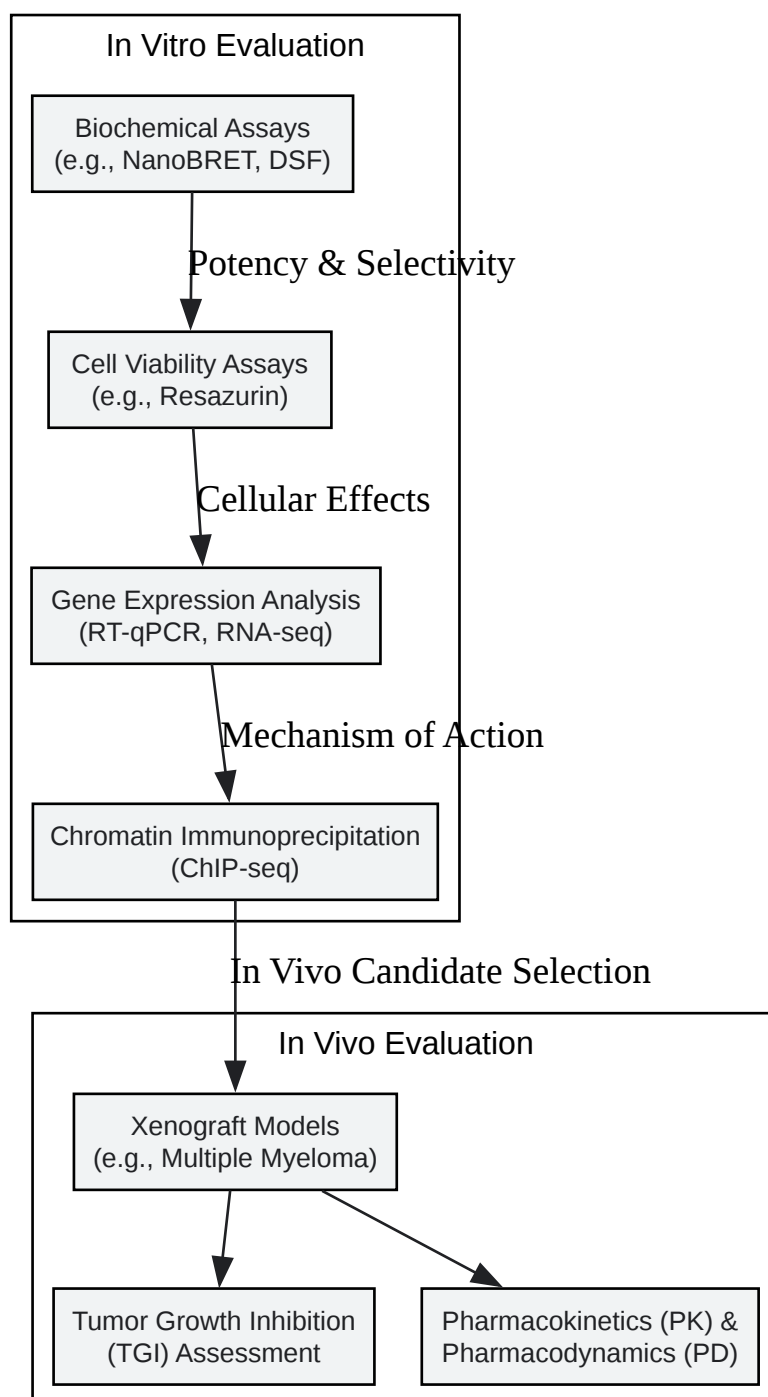 In Vitro Evaluation
Biochemical Assays
(e.g., NanoBRET, DSF)
Potency & Selectivity
Cell Viability Assays
(e.g., Resazurin)
Cellular Effects
Gene Expression Analysis
(RT-qPCR, RNA-seq)
Mechanism of Action
Chromatin Immunoprecipitation
(ChIP-seq)
In Vivo Candidate Selection
In Vivo Evaluation
Xenograft Models
(e.g., Multiple Myeloma)
Tumor Growth Inhibition
(TGI) Assessment
Pharmacokinetics (PK) &
Pharmacodynamics (PD)